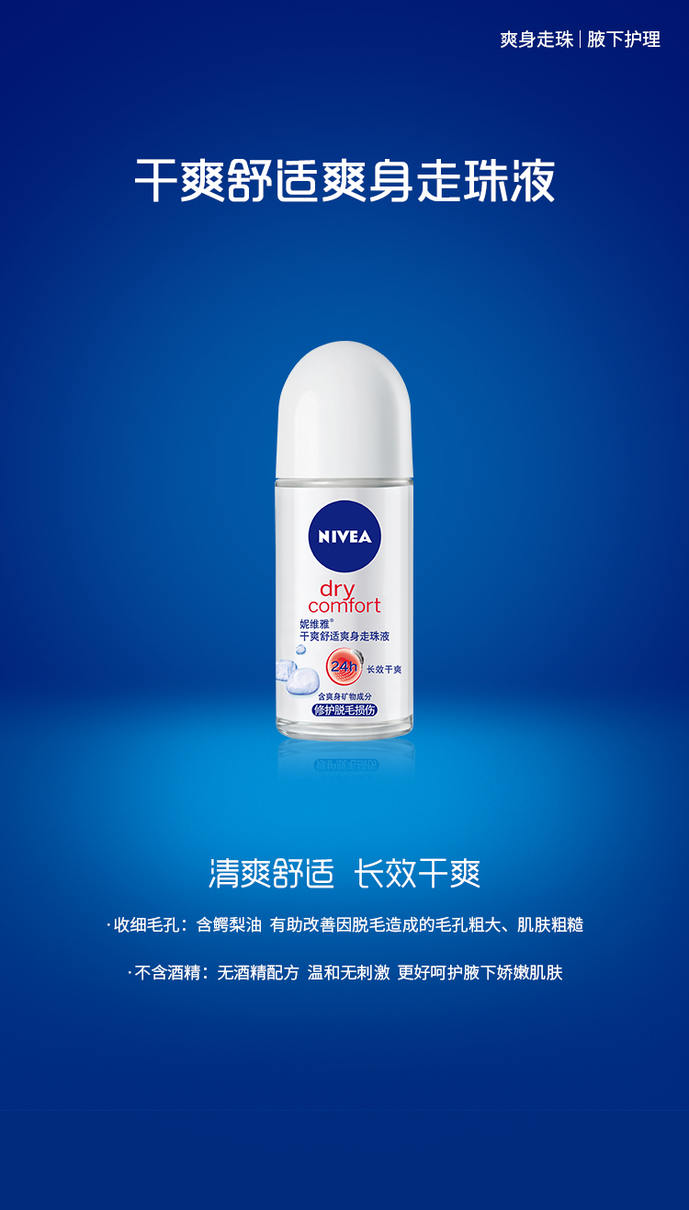 爽身走珠|腋下护理
干爽舒适爽身走珠液
NIVEA
dry
comfort
妮维雅®
干爽舒适爽身走珠液
24h 长效干爽
含爽身矿物成分
修护脱毛损伤
清爽舒适 长效干爽
·收细毛孔：含鳄梨油 有助改善因脱毛造成的毛孔粗大、肌肤粗糙
·不含酒精：无酒精配方 温和无刺激 更好呵护腋下娇嫩肌肤